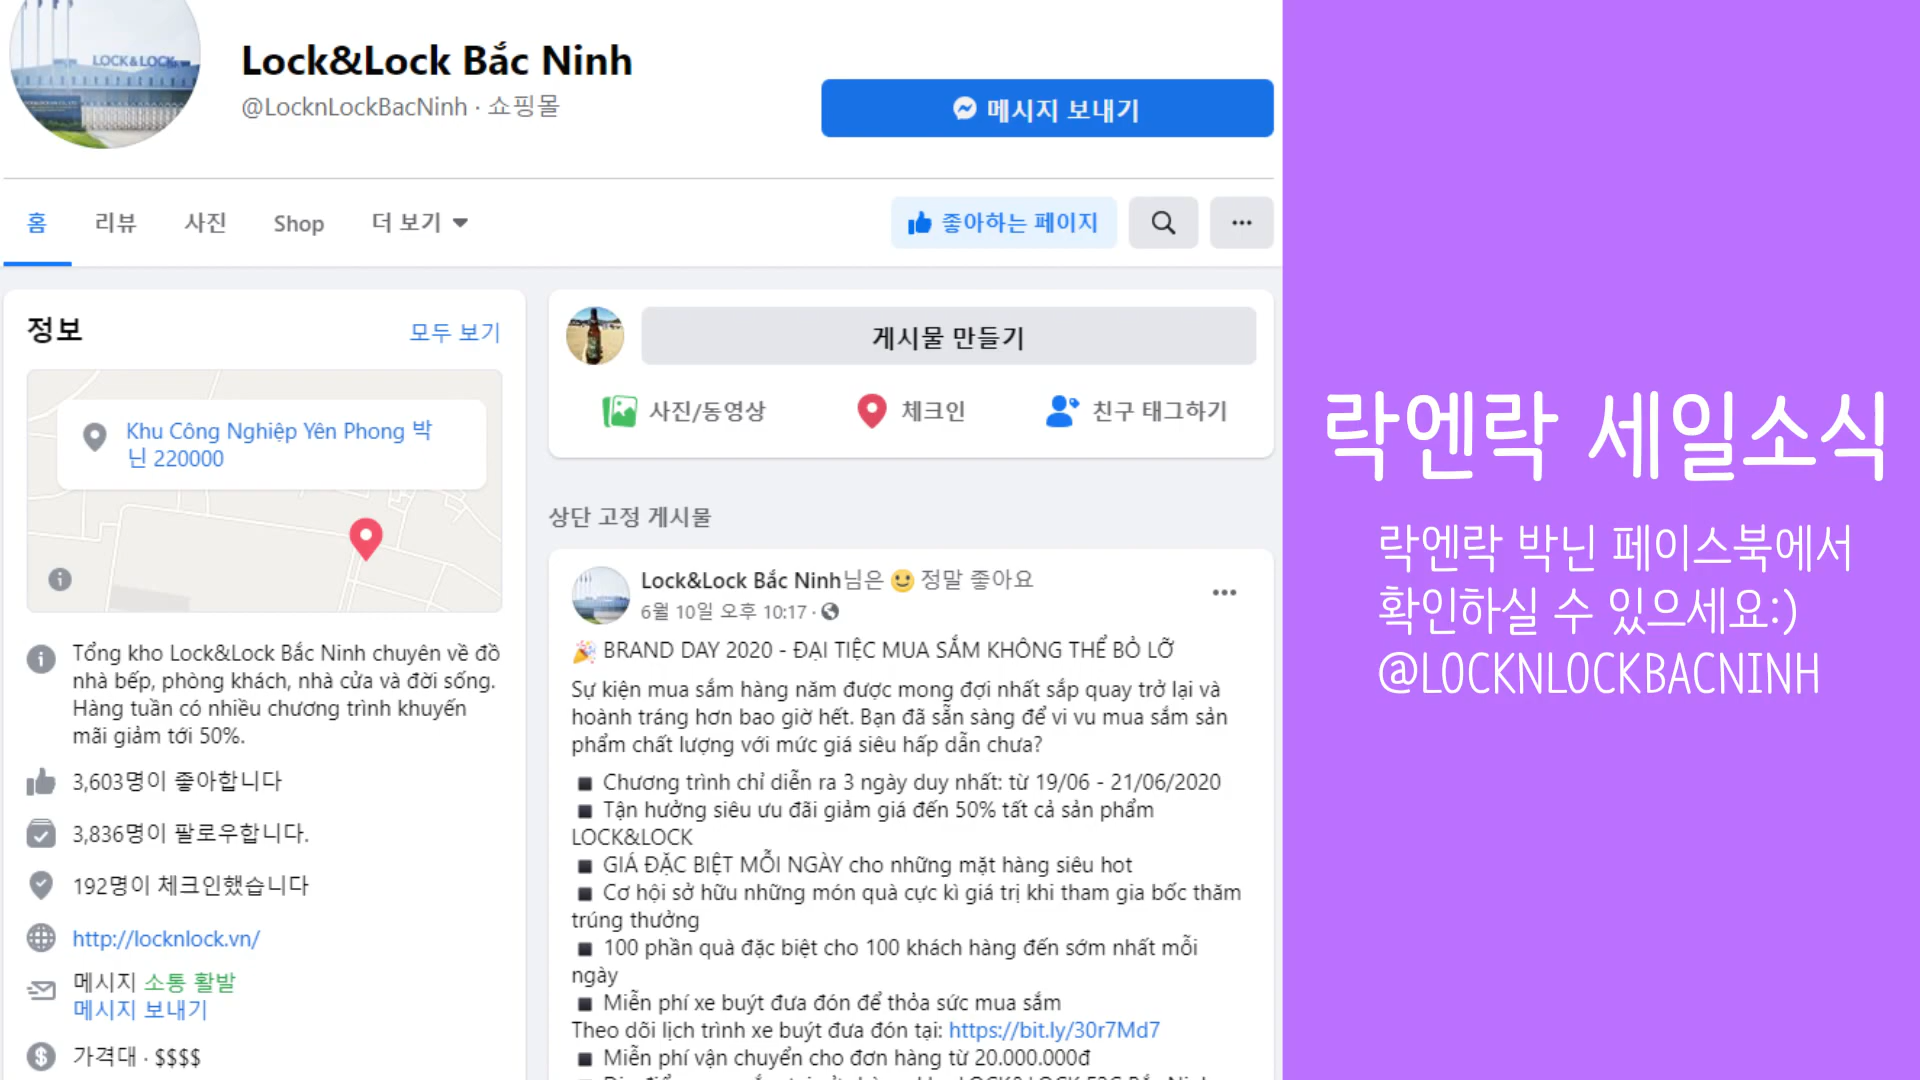 LOCK&LOCK
Lock&Lock Bắc Ninh
@LocknLockBacNinh · 쇼핑몰
메시지 보내기
홈
리뷰
사진
Shop
더 보기
좋아하는 페이지
정보
모두 보기
Khu Công Nghiệp Yên Phong 박
닌 220000
Tổng kho Lock&Lock Bắc Ninh chuyên về đồ
nhà bếp, phòng khách, nhà cửa và đời sống.
Hàng tuần có nhiều chương trình khuyến
mãi giảm tới 50%.
3,603명이 좋아합니다
3,836명이 팔로우합니다.
192명이 체크인했습니다
http://locknlock.vn/
메시지 소통 활발
메시지 보내기
가격대 · $$$$
게시물 만들기
사진/동영상
체크인
친구 태그하기
상단 고정 게시물
Lock&Lock Bắc Ninh님은 🙂 정말 좋아요
6월 10일 오후 10:17 ·
🎉 BRAND DAY 2020 - ĐẠI TIỆC MUA SẮM KHÔNG THỂ BỎ LỠ
Sự kiện mua sắm hàng năm được mong đợi nhất sắp quay trở lại và
hoành tráng hơn bao giờ hết. Bạn đã sẵn sàng để vi vu mua sắm sản
phẩm chất lượng với mức giá siêu hấp dẫn chưa?
◾ Chương trình chỉ diễn ra 3 ngày duy nhất: từ 19/06 - 21/06/2020
◾ Tận hưởng siêu ưu đãi giảm giá đến 50% tất cả sản phẩm
LOCK&LOCK
◾ GIÁ ĐẶC BIỆT MỖI NGÀY cho những mặt hàng siêu hot
◾ Cơ hội sở hữu những món quà cực kì giá trị khi tham gia bốc thăm
trúng thưởng
◾ 100 phần quà đặc biệt cho 100 khách hàng đến sớm nhất mỗi
ngày
◾ Miễn phí xe buýt đưa đón để thỏa sức mua sắm
Theo dõi lịch trình xe buýt đưa đón tại: https://bit.ly/30r7Md7
◾ Miễn phí vận chuyển cho đơn hàng từ 20.000.000đ
락엔락 세일소식
락엔락 박닌 페이스북에서
확인하실 수 있으세요:)
@LOCKNLOCKBACNINH